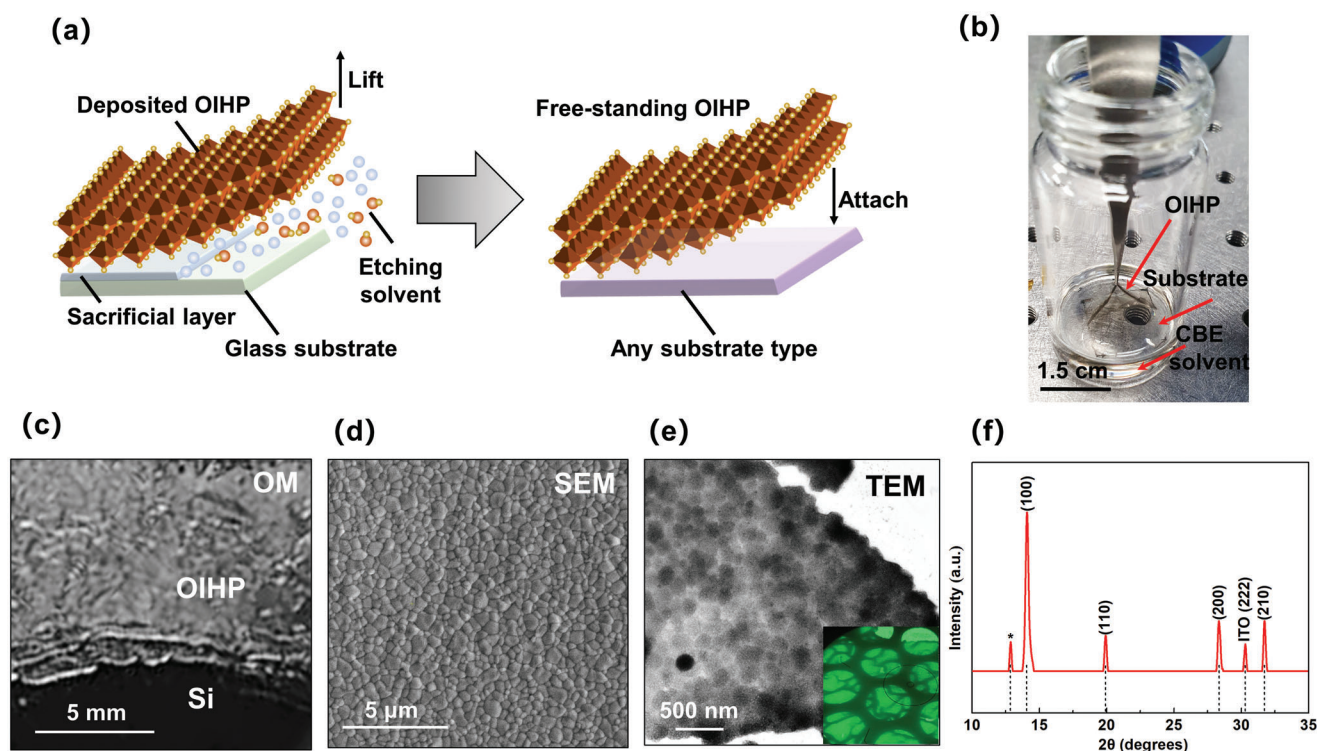 (a)
Lift
Deposited OIHP
Etching
solvent
Sacrificial layer
Glass substrate
Free-standing OIHP
Attach
Any substrate type
(b)
OIHP
Substrate
CBE
solvent
1.5 cm
(c)
OM
OIHP
Si
5 mm
(d)
SEM
5 μm
(e)
TEM
500 nm
(f)
Intensity (a.u.)
*
(100)
(110)
(200)
ITO (222)
(210)
10 15 20 25 30 35
2θ (degrees)